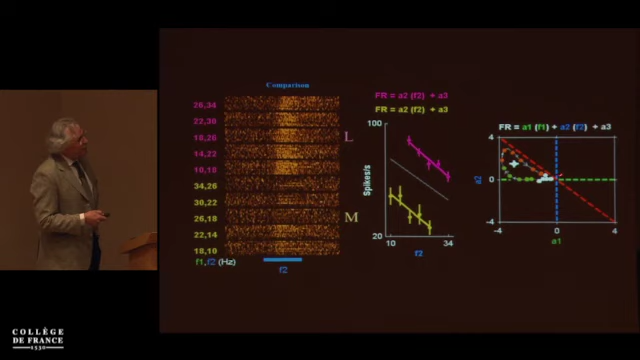 Comparison
26,34
22,30
18,26
14,22
10,18
34,26
30,22
26,18
22,14
18,10
f1,f2 (Hz)
f2
L
M
FR = a2 (f2) + a3
FR = a2 (f2) + a3
100
Spikes/s
20
10
34
f2
FR = a1 (f1) + a2 (f2) + a3
4
a2
0
-4
-4
0
4
a1
COLLÈGE
DE FRANCE
1530